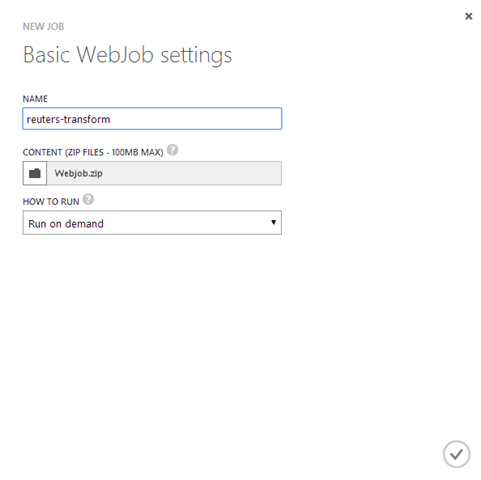 NEW JOB
Basic WebJob settings
NAME
reuters-transform
CONTENT (ZIP FILES - 100MB MAX) ?
Webjob.zip
HOW TO RUN ?
Run on demand